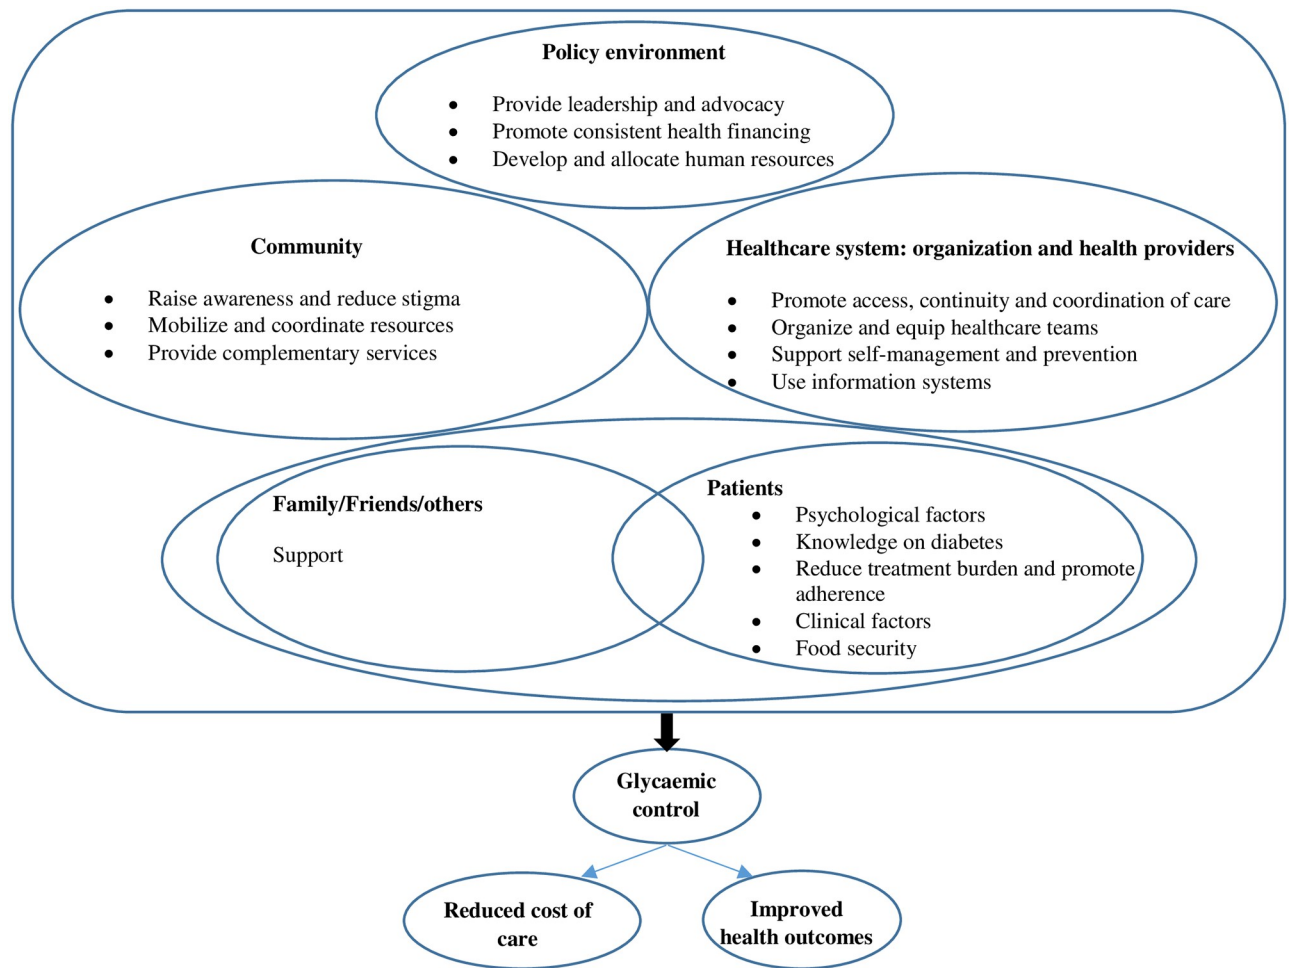 Policy environment
• Provide leadership and advocacy
• Promote consistent health financing
• Develop and allocate human resources
Community
• Raise awareness and reduce stigma
• Mobilize and coordinate resources
• Provide complementary services
Healthcare system: organization and health providers
• Promote access, continuity and coordination of care
• Organize and equip healthcare teams
• Support self-management and prevention
• Use information systems
Family/Friends/others
Support
Patients
• Psychological factors
• Knowledge on diabetes
• Reduce treatment burden and promote
adherence
• Clinical factors
• Food security
Glycaemic
control
Reduced cost of
care
Improved
health outcomes